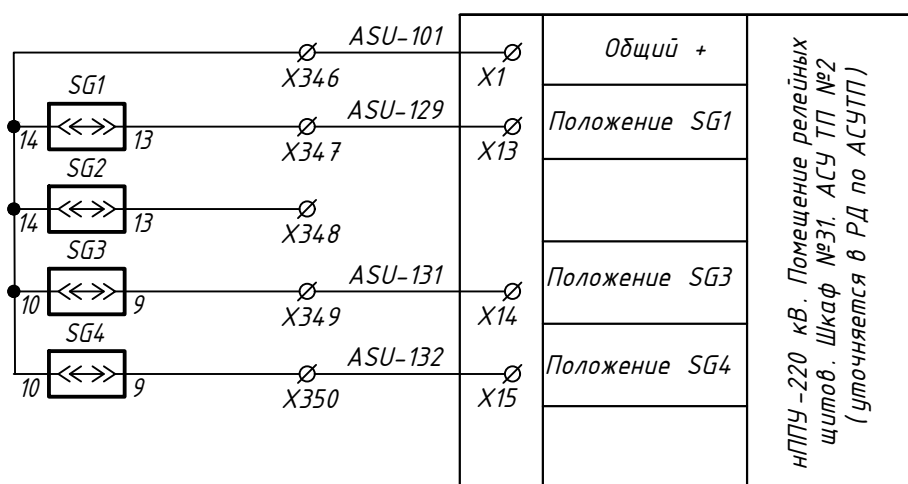 ASU-101
X346
X1
Общий +
SG1
14
13
ASU-129
X347
X13
Положение SG1
SG2
14
13
X348
SG3
10
9
ASU-131
X349
X14
Положение SG3
SG4
10
9
ASU-132
X350
X15
Положение SG4
нППУ-220 кВ. Помещение релейных
щитов. Шкаф №31. АСУ ТП №2
(уточняется в РД по АСУТП)